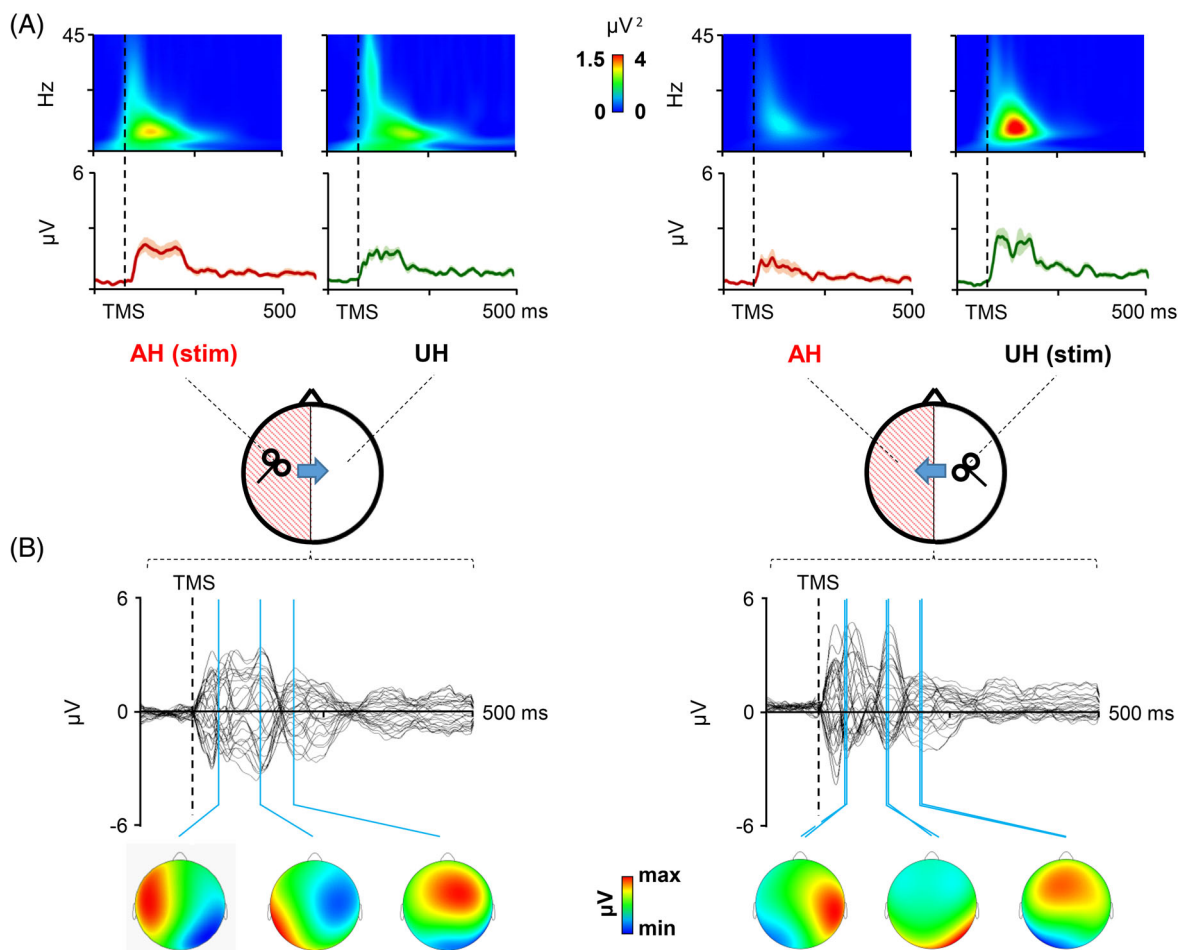 (A)
45
Hz
µV²
1.5 4
0 0
45
Hz
6
µV
TMS
500
TMS
500 ms
6
µV
TMS
500
TMS
500 ms
AH (stim)
UH
AH
UH (stim)
(B)
TMS
6
µV
0
-6
500 ms
TMS
6
µV
0
-6
500 ms
µV
max
min